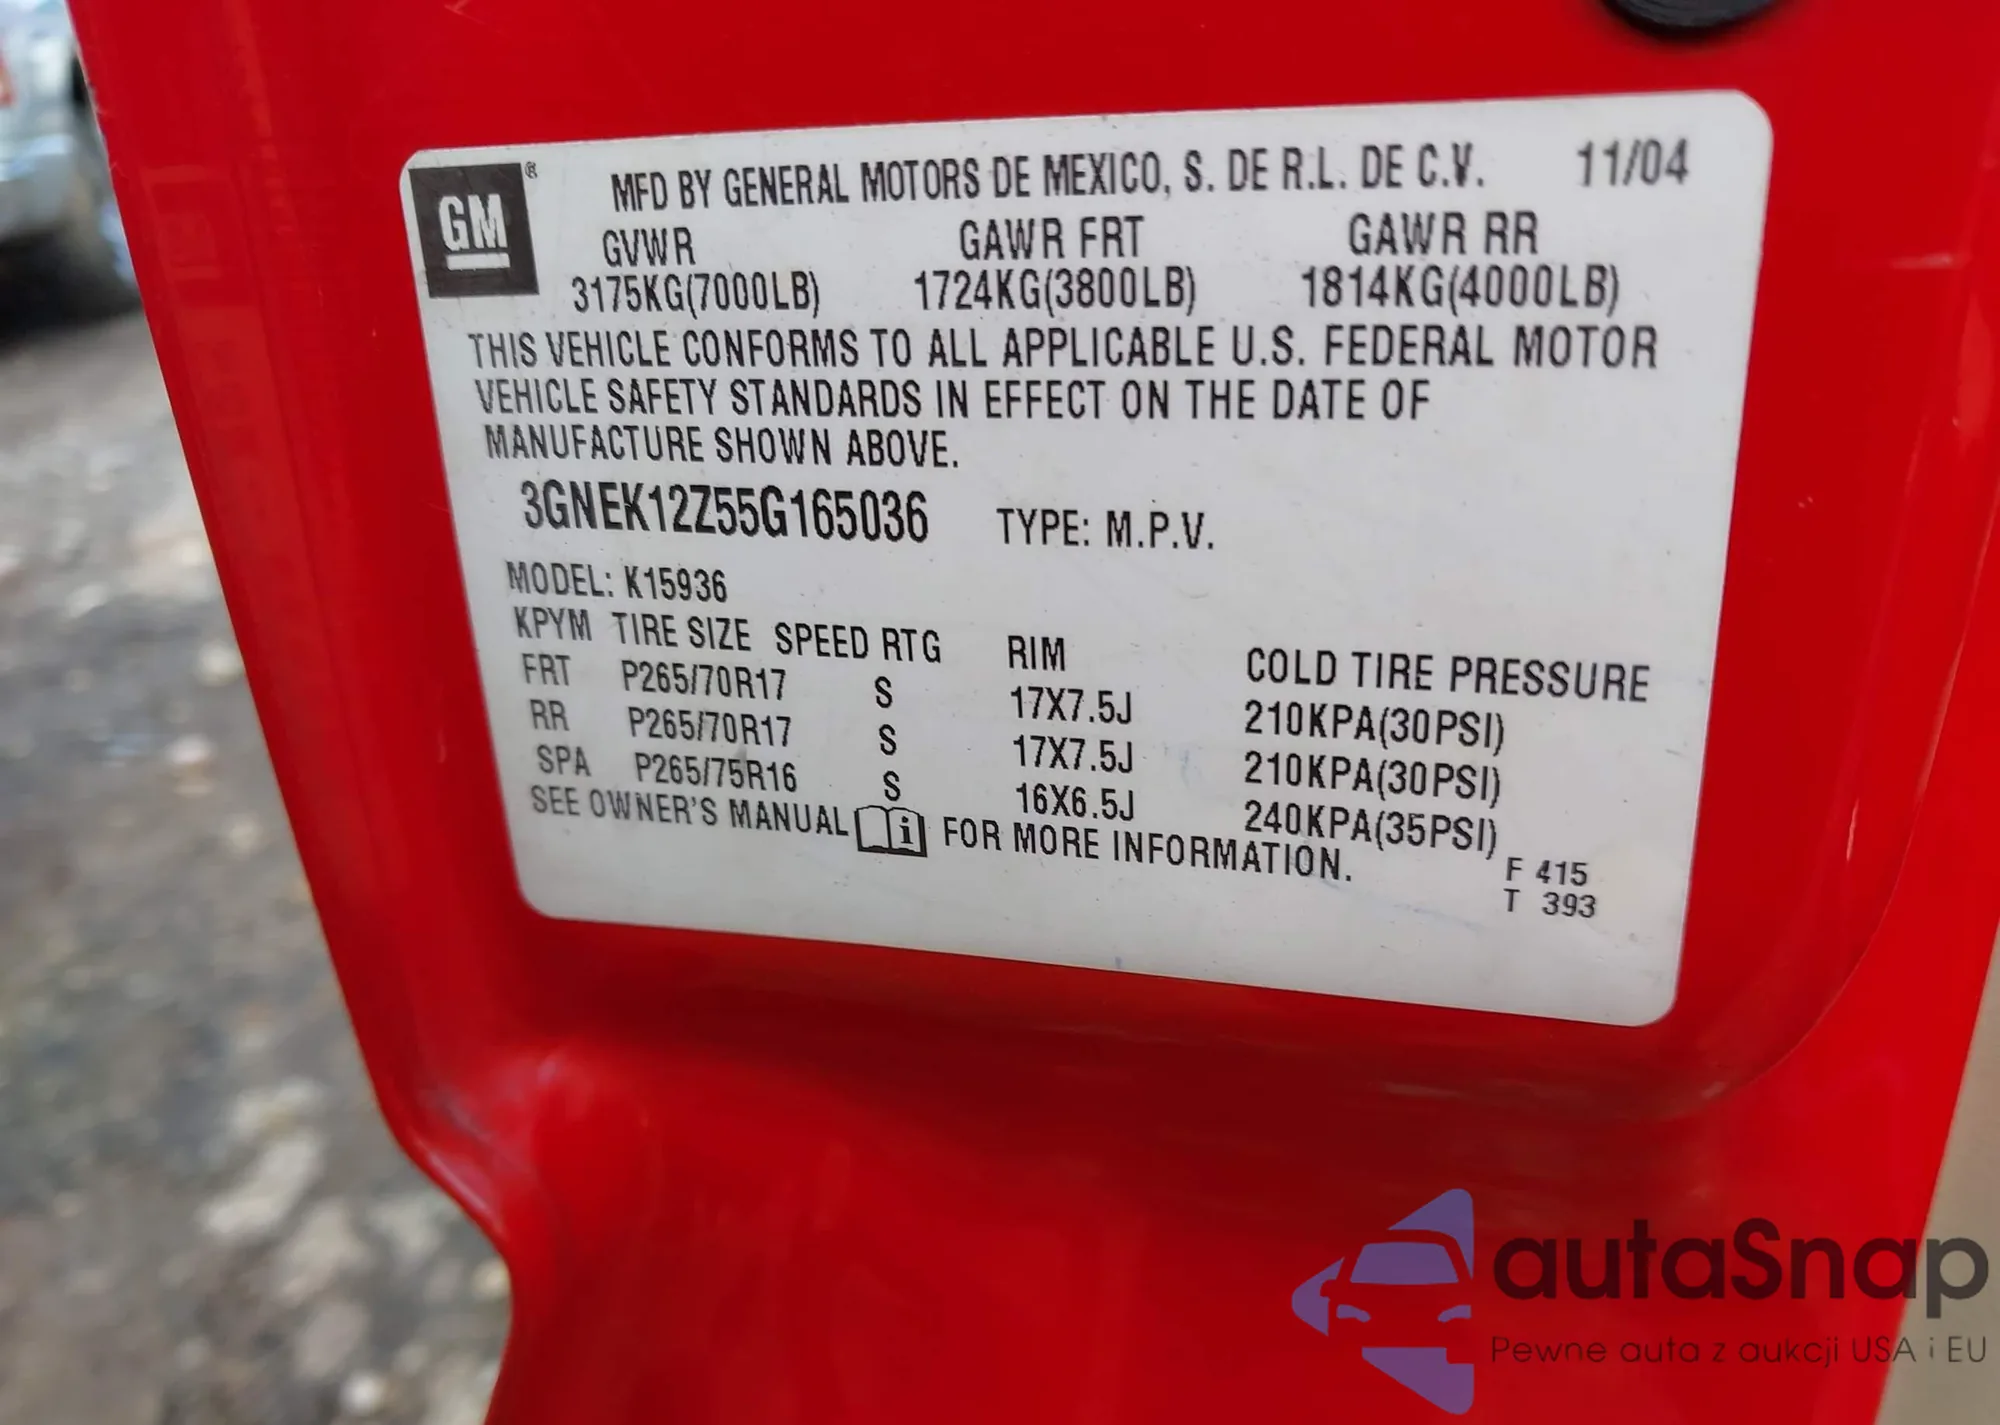 GM®
MFD BY GENERAL MOTORS DE MEXICO, S. DE R.L. DE C.V. 11/04
GVWR GAWR FRT GAWR RR
3175KG(7000LB) 1724KG(3800LB) 1814KG(4000LB)
THIS VEHICLE CONFORMS TO ALL APPLICABLE U.S. FEDERAL MOTOR
VEHICLE SAFETY STANDARDS IN EFFECT ON THE DATE OF
MANUFACTURE SHOWN ABOVE.
3GNEK12Z55G165036 TYPE: M.P.V.
MODEL: K15936
KPYM TIRE SIZE SPEED RTG RIM COLD TIRE PRESSURE
FRT P265/70R17 S 17X7.5J 210KPA(30PSI)
RR P265/70R17 S 17X7.5J 210KPA(30PSI)
SPA P265/75R16 S 16X6.5J 240KPA(35PSI)
SEE OWNER'S MANUAL i FOR MORE INFORMATION.
F 415
T 393
autaSnap
Pewne auta z aukcji USA i EU